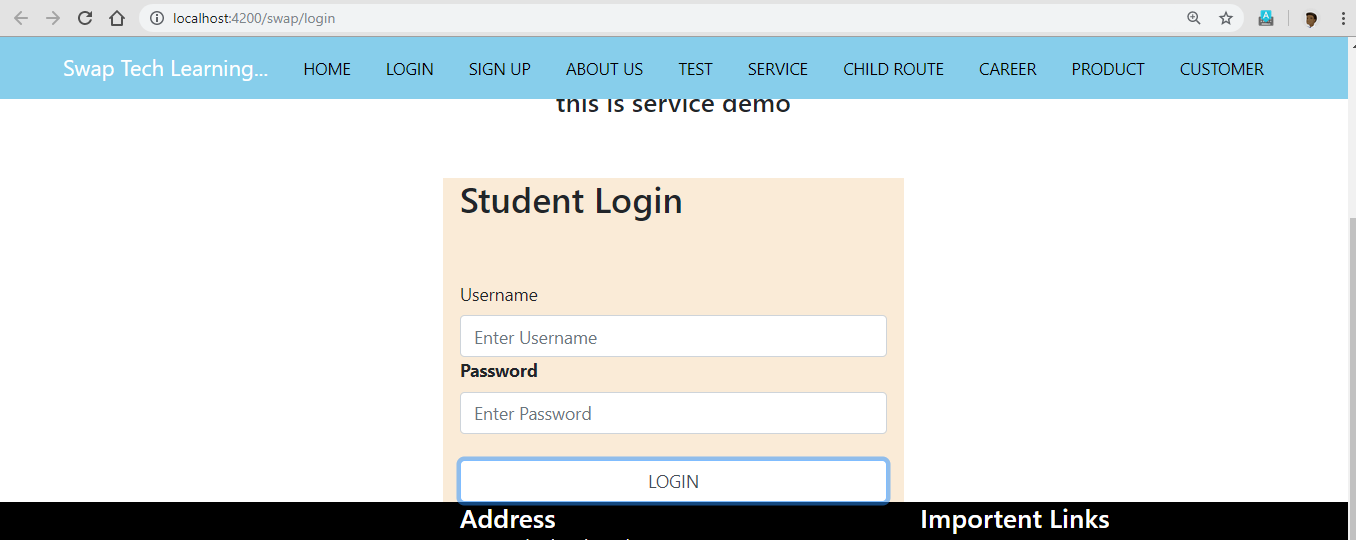 localhost:4200/swap/login
Swap Tech Learning... HOME LOGIN SIGN UP ABOUT US TEST SERVICE CHILD ROUTE CAREER PRODUCT CUSTOMER
this is service demo
Student Login
Username
Enter Username
Password
Enter Password
LOGIN
Address Importent Links